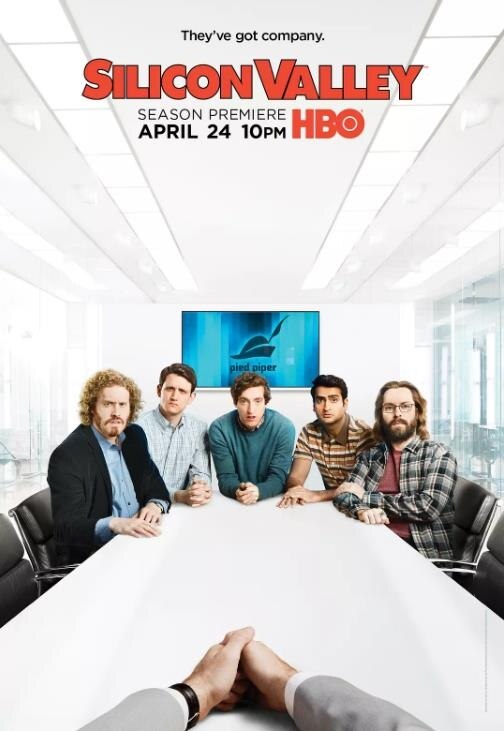 They've got company.
SILICON VALLEY
SEASON PREMIERE
APRIL 24 10PM HBO
pied piper